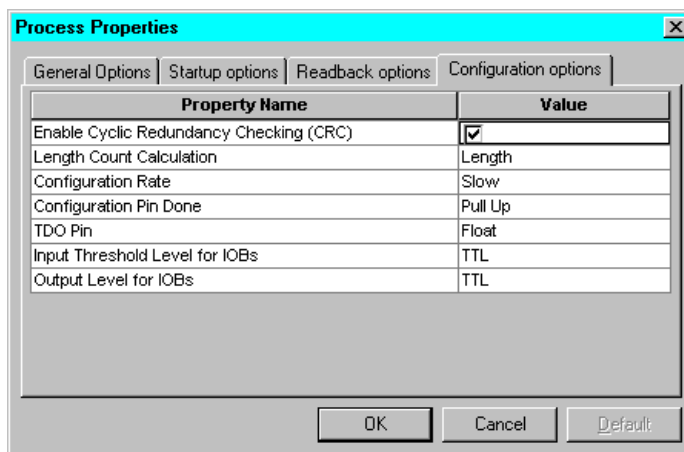 Process Properties
General Options Startup options Readback options Configuration options
Property Name Value
Enable Cyclic Redundancy Checking (CRC)
Length Count Calculation Length
Configuration Rate Slow
Configuration Pin Done Pull Up
TDO Pin Float
Input Threshold Level for IOBs TTL
Output Level for IOBs TTL
OK Cancel Default